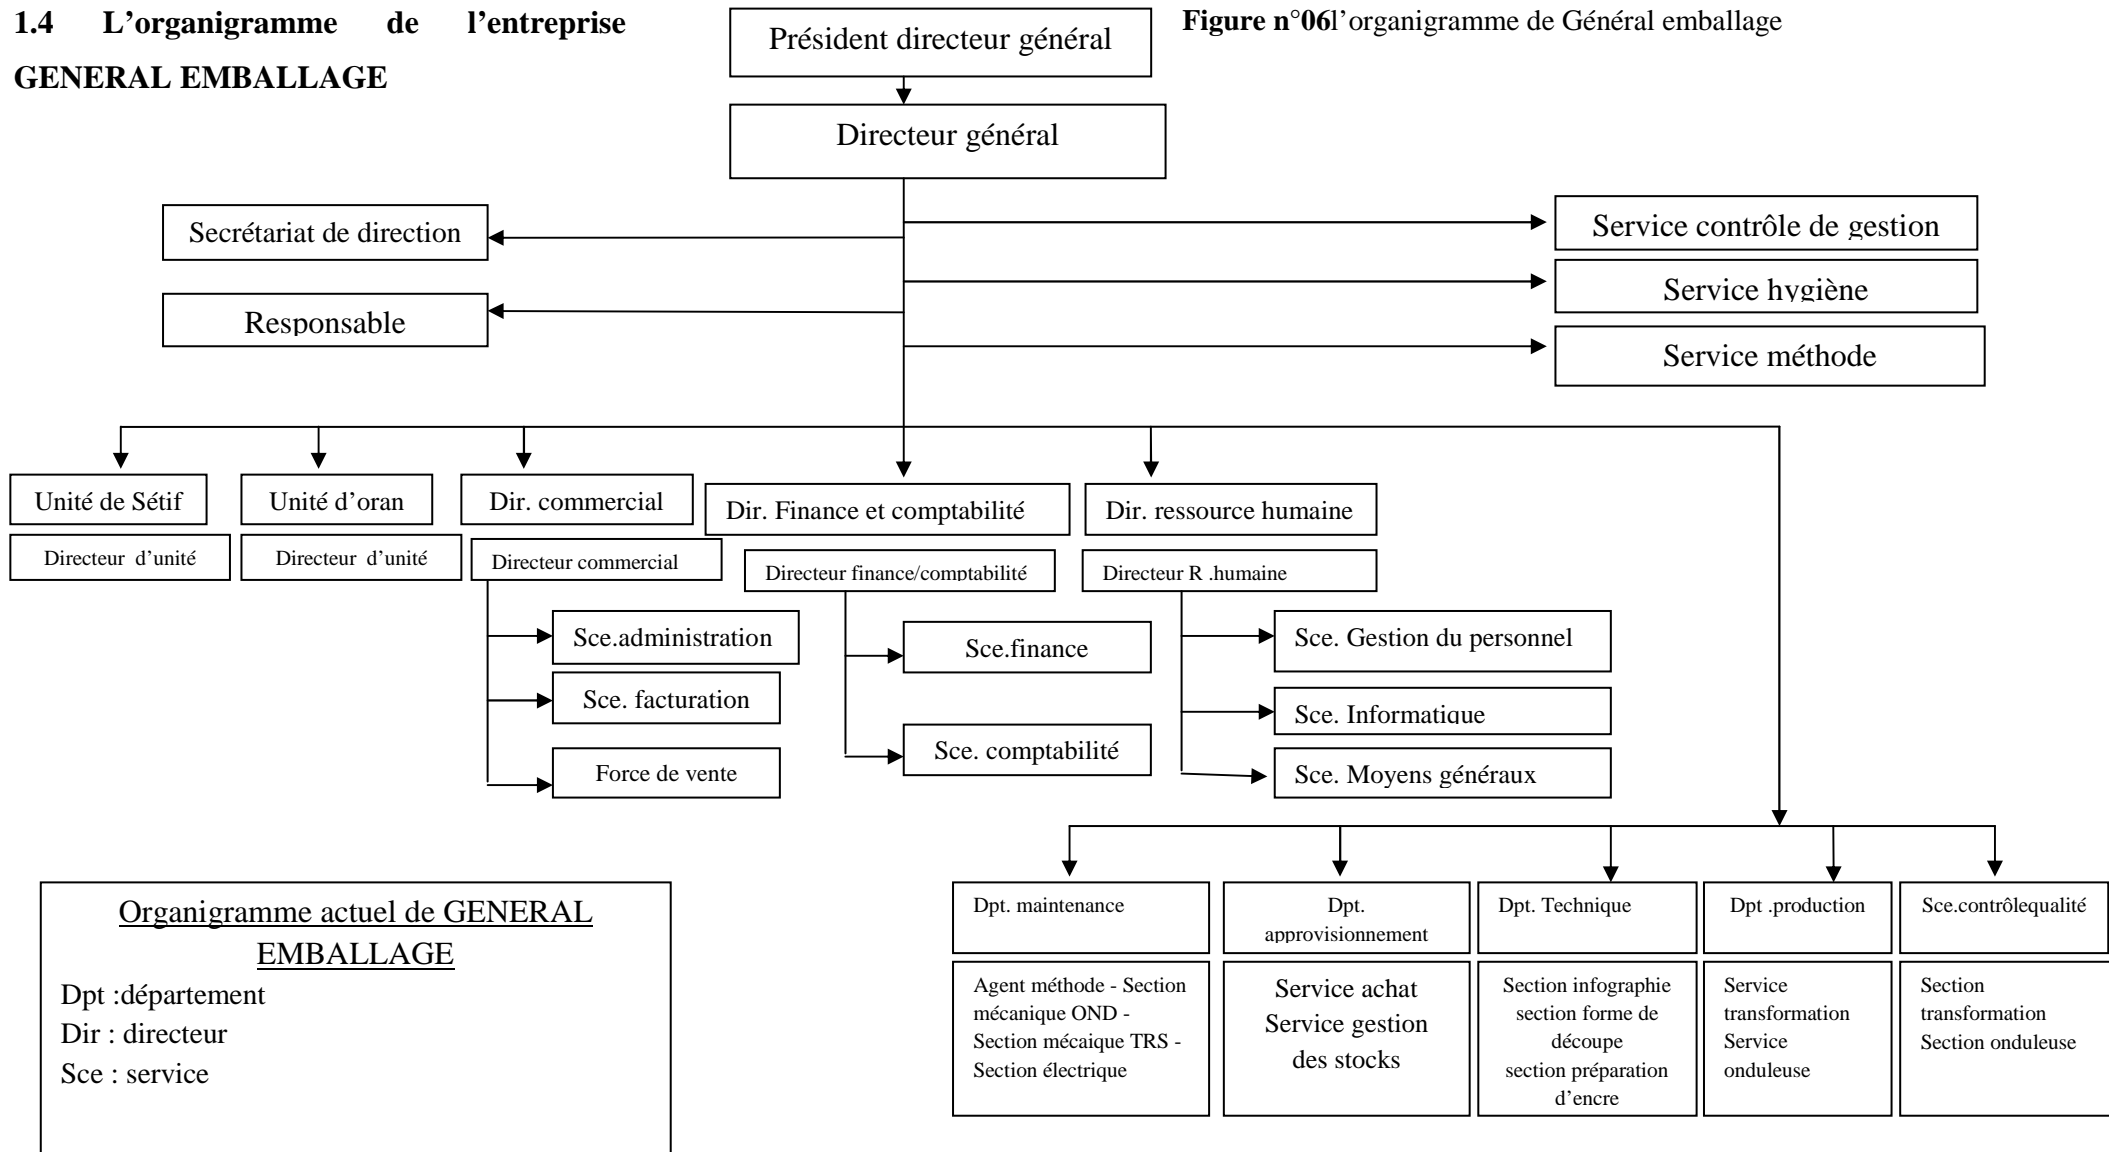 1.4 L'organigramme de l'entreprise
GENERAL EMBALLAGE
Figure n°06l'organigramme de Général emballage
Président directeur général
Directeur général
Secrétariat de direction
Service contrôle de gestion
Service hygiène
Responsable
Service méthode
Unité de Sétif
Unité d'oran
Dir. commercial
Dir. Finance et comptabilité
Dir. ressource humaine
Directeur d'unité
Directeur d'unité
Directeur commercial
Directeur finance/comptabilité
Directeur R .humaine
Sce.administration
Sce.finance
Sce. Gestion du personnel
Sce. facturation
Sce. Informatique
Sce. comptabilité
Force de vente
Sce. Moyens généraux
Organigramme actuel de GENERAL
EMBALLAGE
Dpt :département
Dir : directeur
Sce : service
Dpt. maintenance
Dpt.
approvisionnement
Dpt. Technique
Dpt .production
Sce.contrôlequalité
Agent méthode - Section
mécanique OND -
Section mécaique TRS -
Section électrique
Service achat
Service gestion
des stocks
Section infographie
section forme de
découpe
section préparation
d'encre
Service
transformation
Service
onduleuse
Section
transformation
Section onduleuse